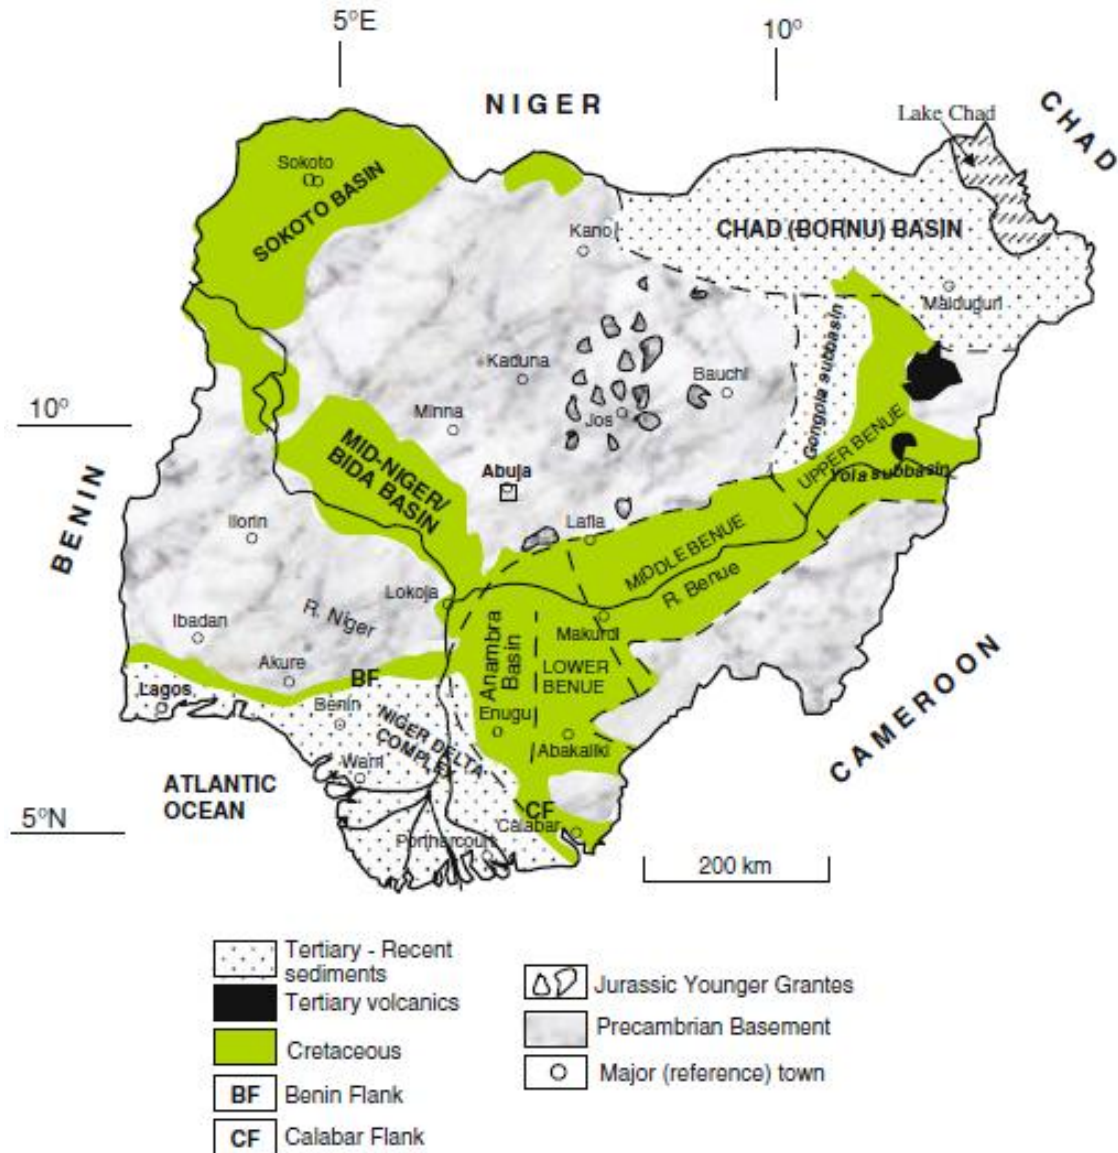 5°E
10°
NIGER
CHAD
Lake Chad
Sokoto
SOKOTO BASIN
Kano
CHAD (BORNU) BASIN
Maiduguri
Kaduna
Bauchi
Gongola subbasin
10°
Minna
Jos
MID-NIGER/
BIDA BASIN
Abuja
UPPER BENUE
Yola subbasin
BENIN
Ilorin
Lafia
MIDDLE BENUE
R. Benue
Lokoja
Ibadan
R. Niger
Makurdi
Akure
BF
Anambra
Basin
LOWER
BENUE
Lagos
Benin
Enugu
NIGER DELTA
COMPLEX
Abakaliki
CAMEROON
Warri
ATLANTIC
OCEAN
5°N
CF
Calabar
Portharcourt
200 km
Tertiary - Recent
sediments
Tertiary volcanics
Cretaceous
BF
Benin Flank
CF
Calabar Flank
Jurassic Younger Grantes
Precambrian Basement
Major (reference) town